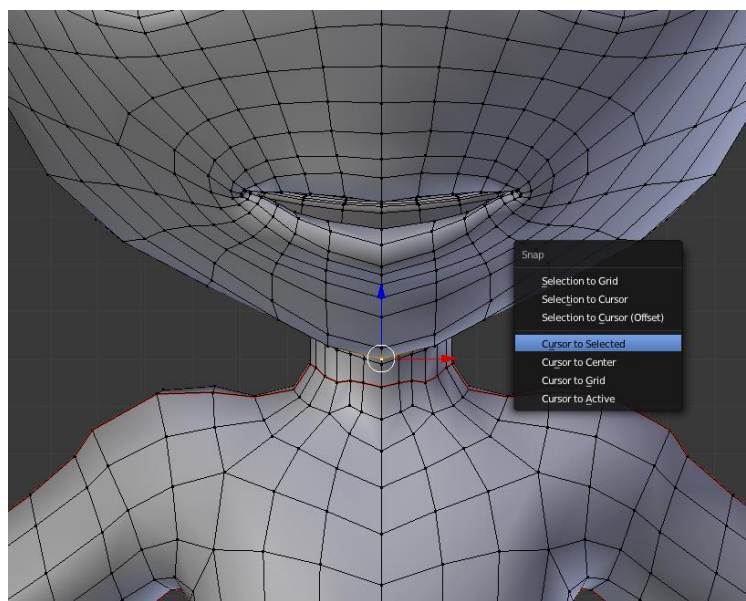 Snap
Selection to Grid
Selection to Cursor
Selection to Cursor (Offset)
Cursor to Selected
Cursor to Center
Cursor to Grid
Cursor to Active